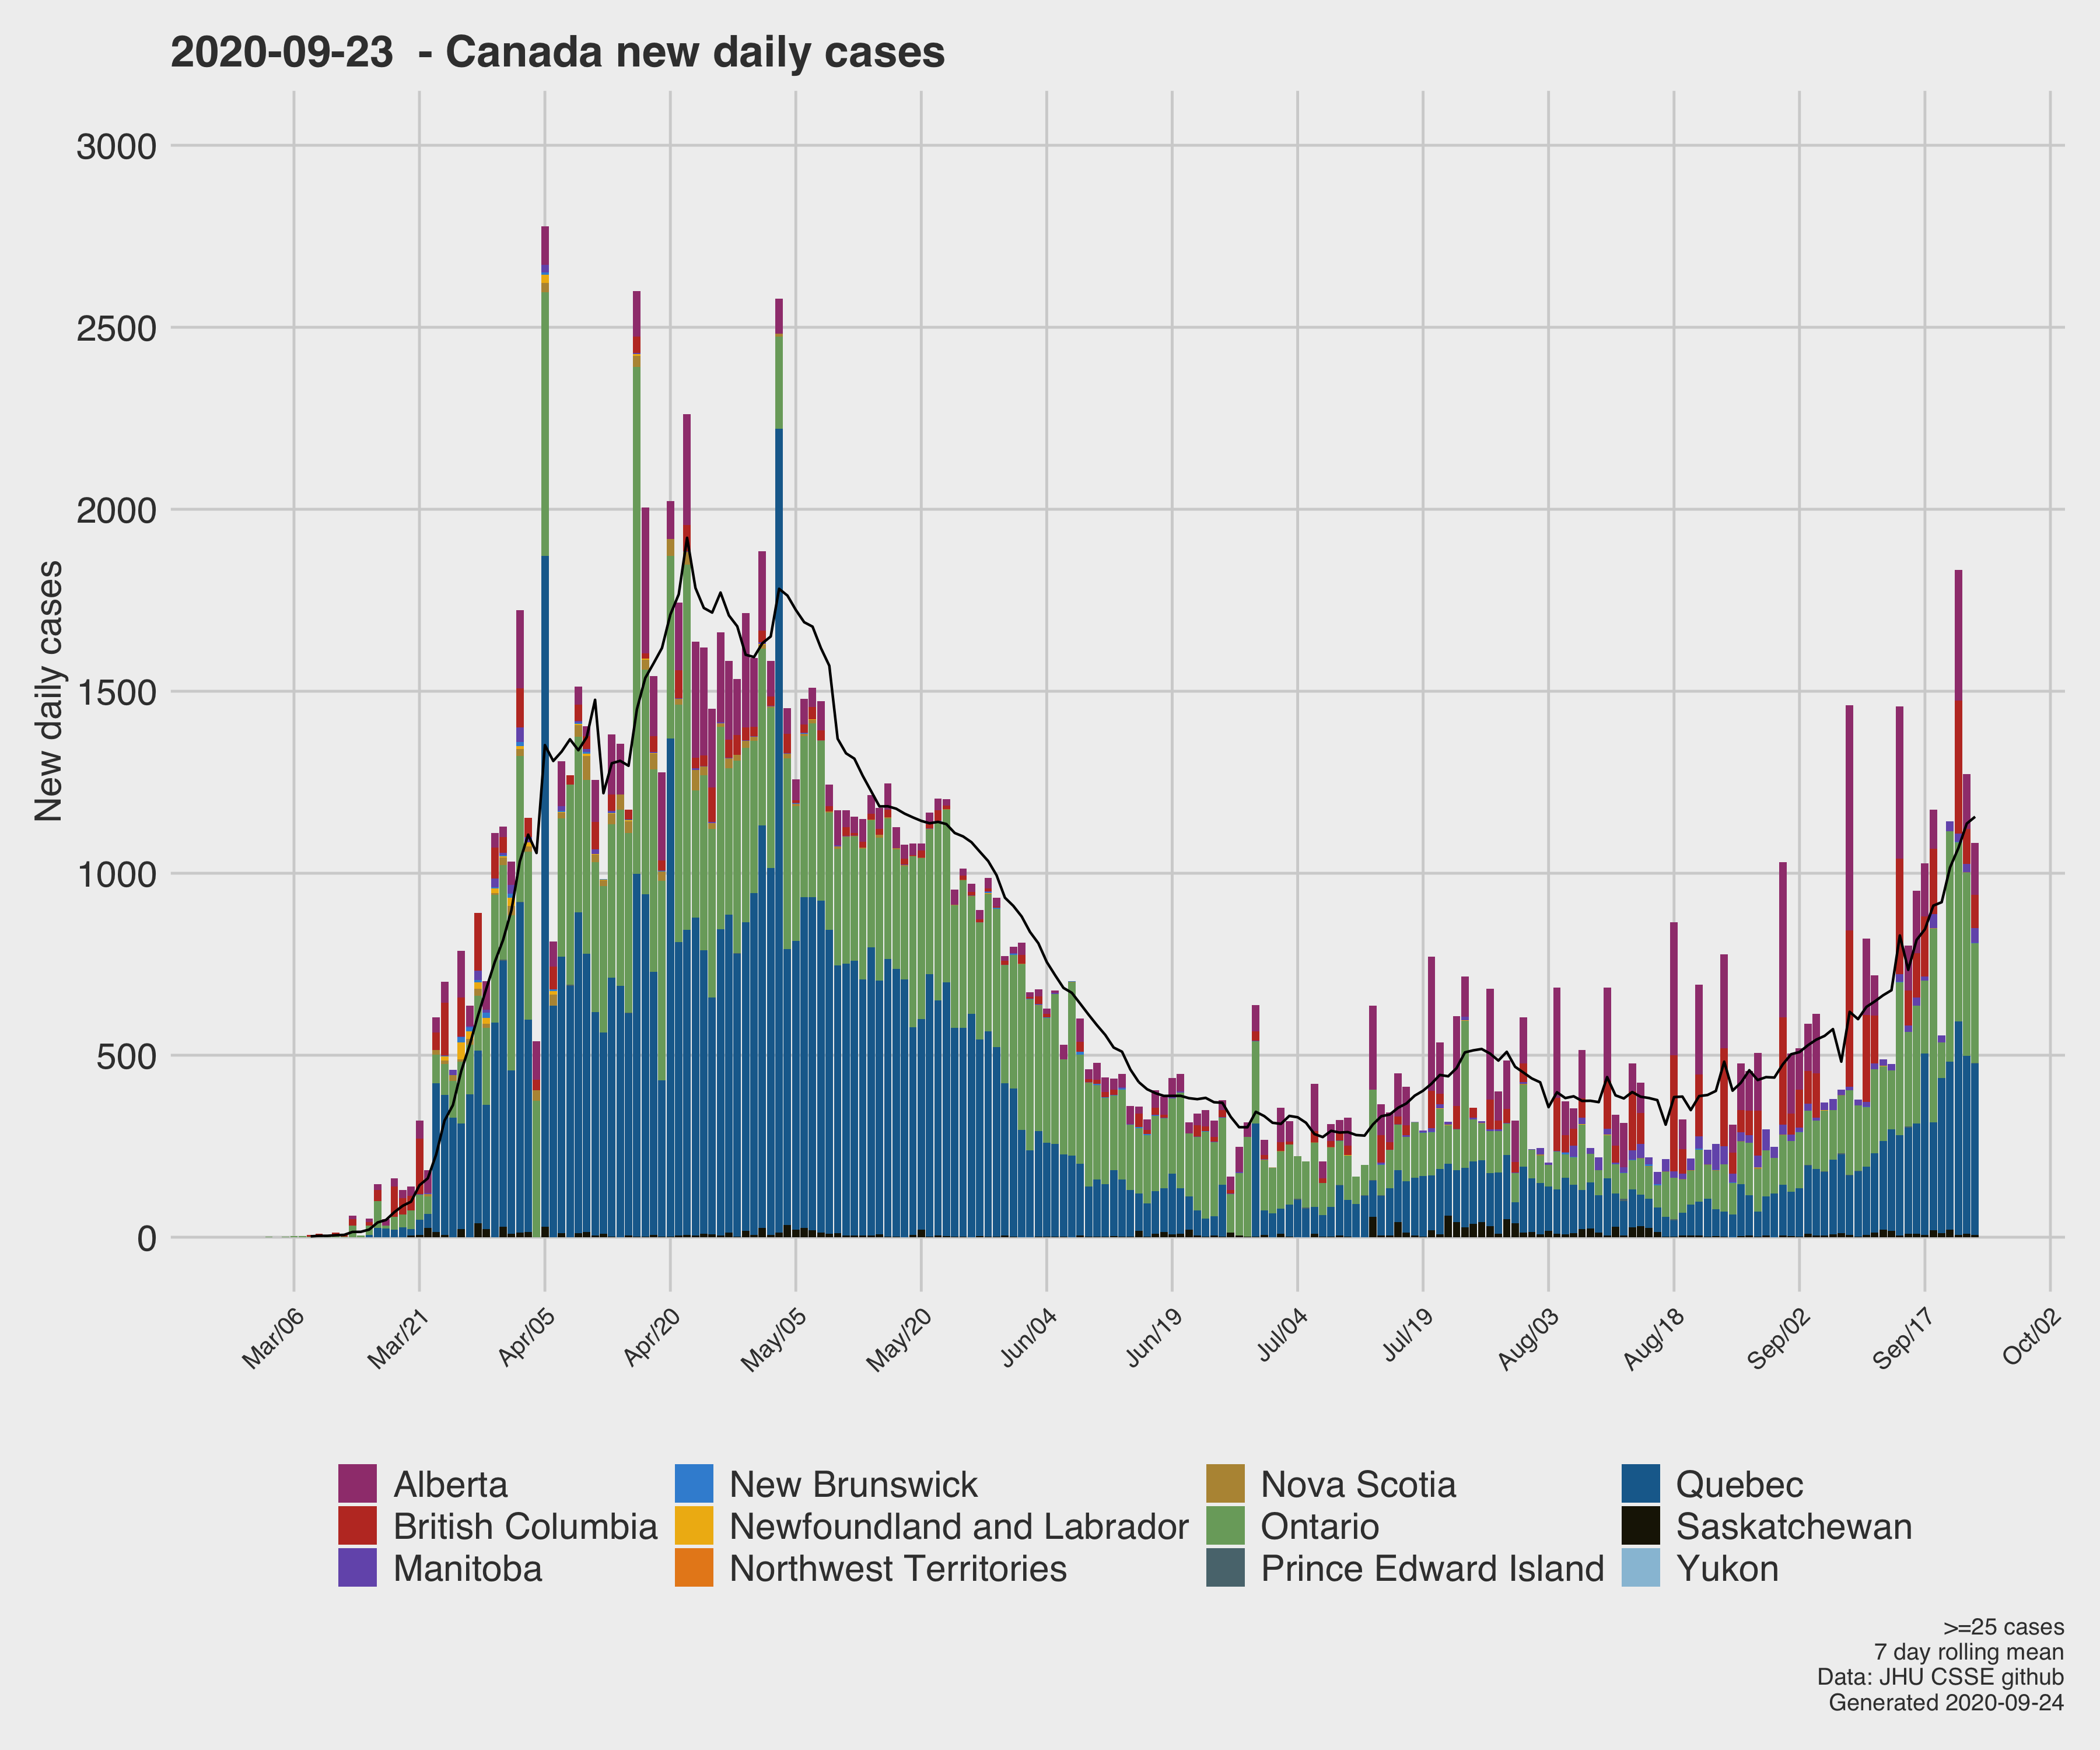 2020-09-23  - Canada new daily cases
New daily cases
3000
2500
2000
1500
1000
500
0
Mar/06
Mar/21
Apr/05
Apr/20
May/05
May/20
Jun/04
Jun/19
Jul/04
Jul/19
Aug/03
Aug/18
Sep/02
Sep/17
Oct/02
Alberta
New Brunswick
Nova Scotia
Quebec
British Columbia
Newfoundland and Labrador
Ontario
Saskatchewan
Manitoba
Northwest Territories
Prince Edward Island
Yukon
>=25 cases
7 day rolling mean
Data: JHU CSSE github
Generated 2020-09-24